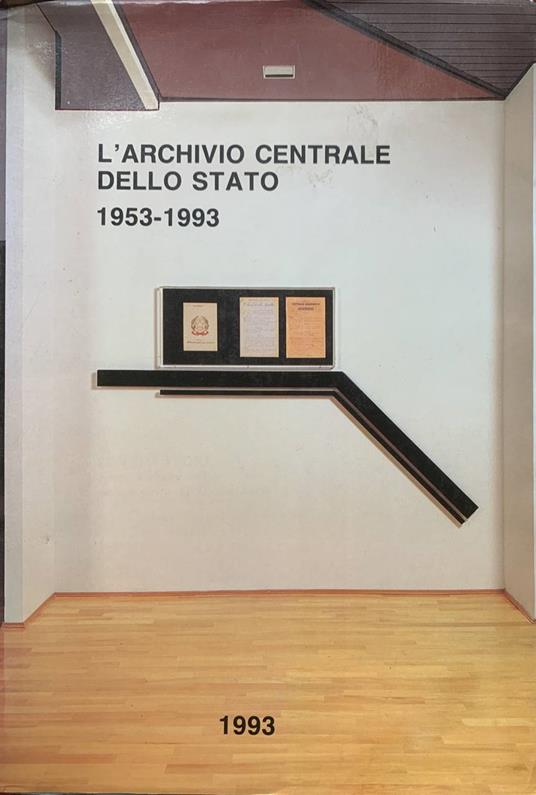 L'ARCHIVIO CENTRALE
DELLO STATO
1953-1993
1993